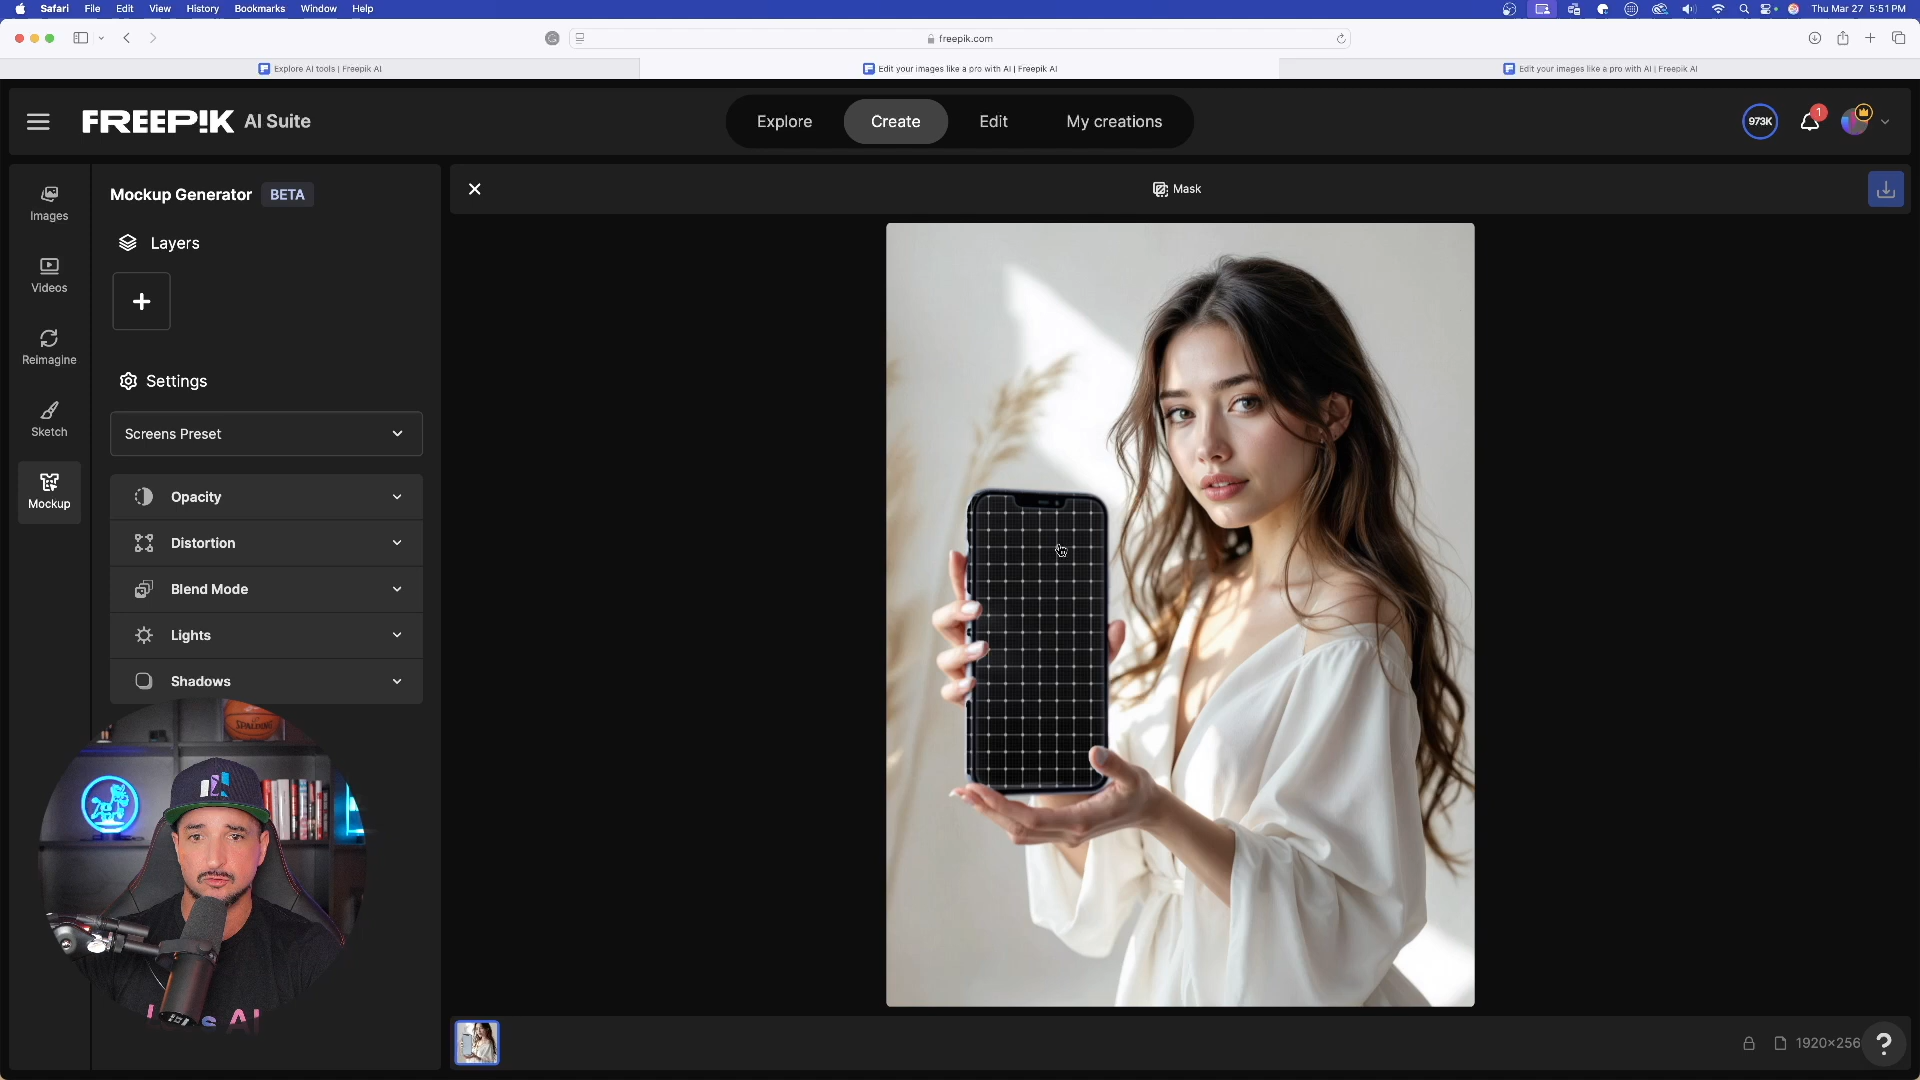 Safari File Edit View History Bookmarks Window Help
Thu Mar 27 5:51 PM
freepik.com
Explore AI tools | Freepik AI
Edit your images like a pro with AI | Freepik AI
Edit your images like a pro with AI | Freepik AI
FREEP!K AI Suite
Explore
Create
Edit
My creations
973K
1
Images
Videos
Reimagine
Sketch
Mockup
Mockup Generator BETA
Layers
Settings
Screens Preset
Opacity
Distortion
Blend Mode
Lights
Shadows
Mask
SPALDING
AI
1920×256
?